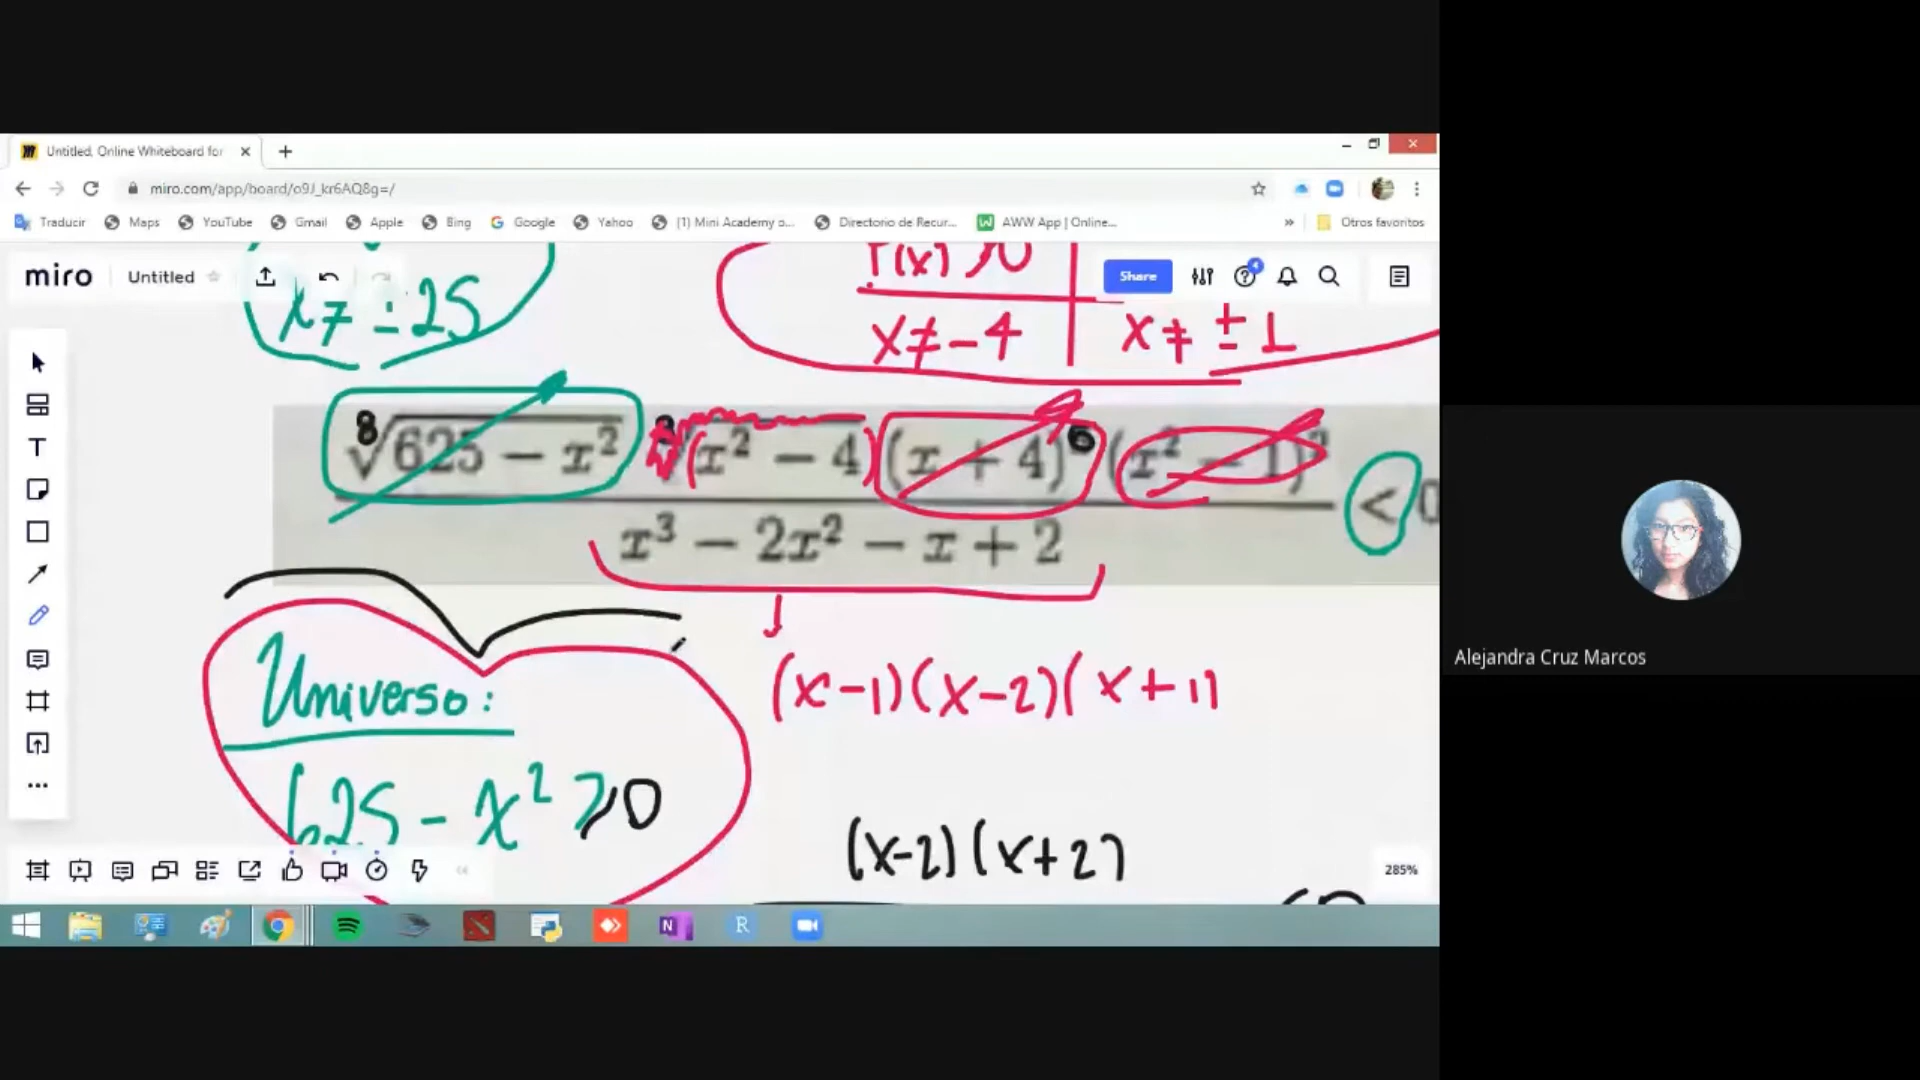 Untitled, Online Whiteboard for
miro.com/app/board/o9J_kr6AQ8g=/
Traducir Maps YouTube Gmail Apple Bing Google Yahoo (1) Mini Academy o... Directorio de Recur... AWW App | Online... » Otros favoritos
miro Untitled Share 4
x ≠ ± 25
x ≠ -4 x ≠ ± 1
⁸√(625 − x²) √(x² − 4) (x + 4)⁶ (x² − 1)² < 0
x³ − 2x² − x + 2
(x-1)(x-2)(x+1)
Universo:
625 - x² ≥ 0
(x-2)(x+2)
285%
Alejandra Cruz Marcos